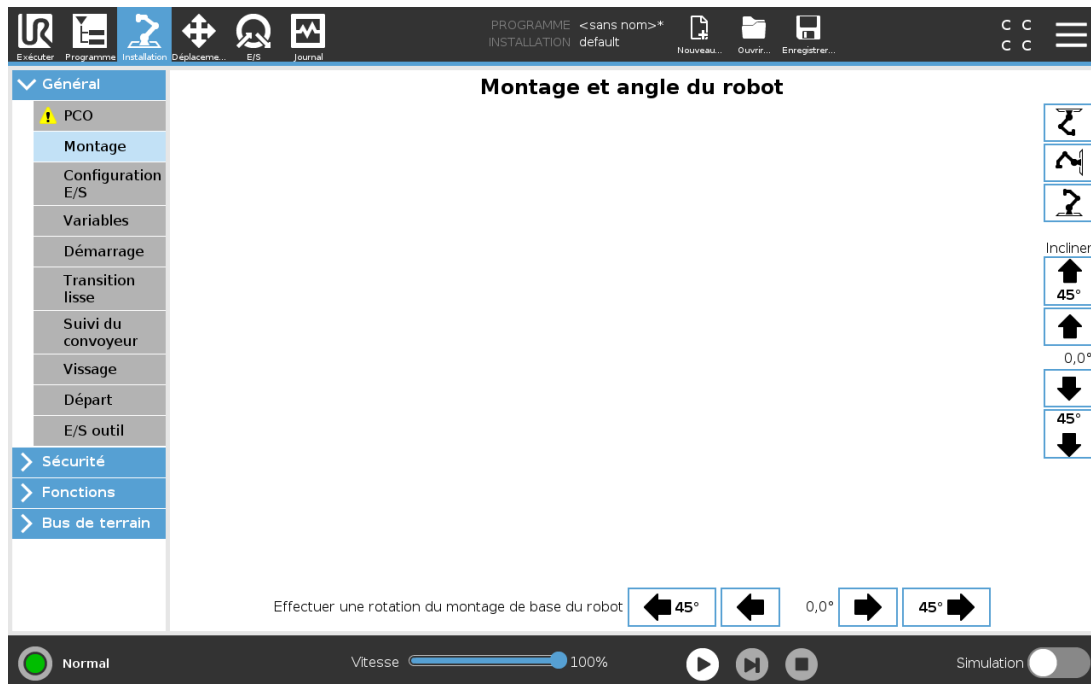 PROGRAMME <sans nom>*
INSTALLATION default
UR
Exécuter Programme Installation Déplaceme... E/S Journal
Nouveau... Ouvrir... Enregistrer...
C C
C C
Général
Montage et angle du robot
PCO
Montage
Configuration
E/S
Variables
Démarrage
Transition
lisse
Suivi du
convoyeur
Vissage
Départ
E/S outil
Sécurité
Fonctions
Bus de terrain
Incliner
45°
0,0°
45°
Effectuer une rotation du montage de base du robot 45° 0,0° 45°
Normal Vitesse 100% Simulation